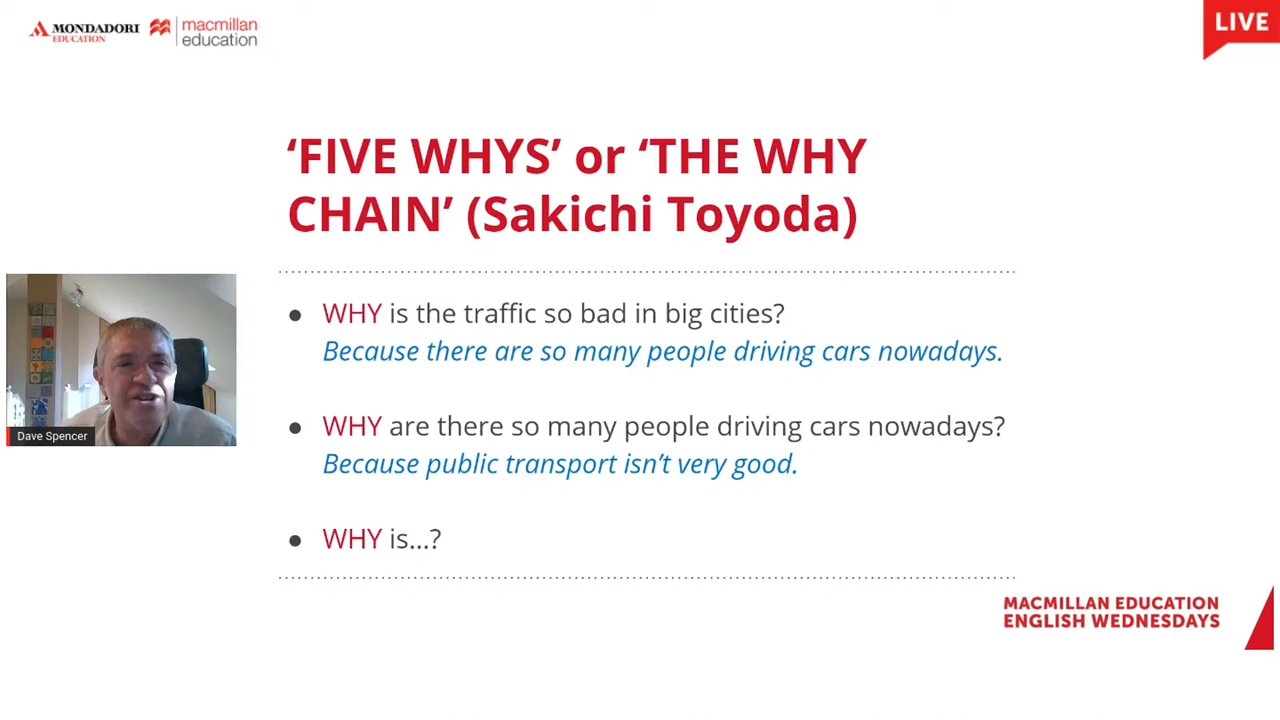 MONDADORI
EDUCATION
macmillan
education
LIVE
‘FIVE WHYS’ or ‘THE WHY
CHAIN’ (Sakichi Toyoda)
● WHY is the traffic so bad in big cities?
Because there are so many people driving cars nowadays.
● WHY are there so many people driving cars nowadays?
Because public transport isn’t very good.
● WHY is...?
Dave Spencer
MACMILLAN EDUCATION
ENGLISH WEDNESDAYS